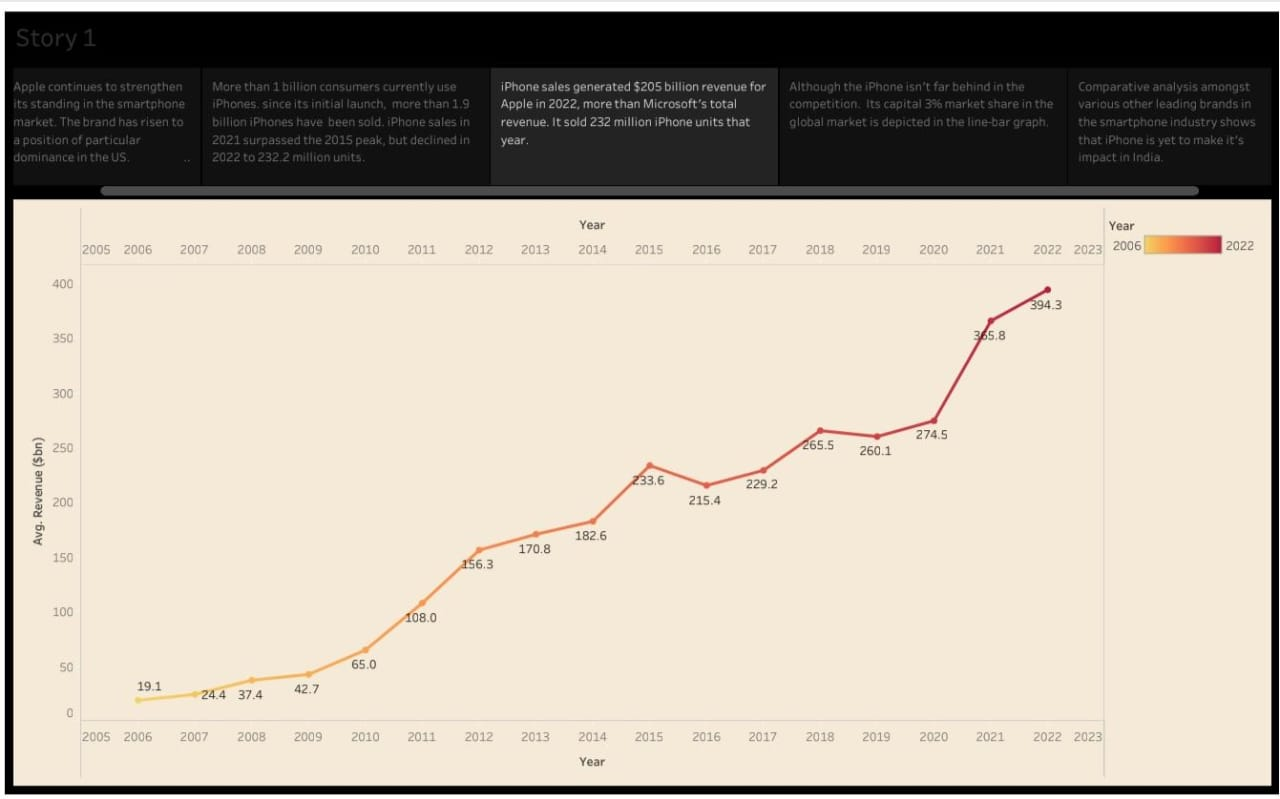 Story 1
Apple continues to strengthen
its standing in the smartphone
market. The brand has risen to
a position of particular
dominance in the US. ..
More than 1 billion consumers currently use
iPhones. since its initial launch, more than 1.9
billion iPhones have been sold. iPhone sales in
2021 surpassed the 2015 peak, but declined in
2022 to 232.2 million units.
iPhone sales generated $205 billion revenue for
Apple in 2022, more than Microsoft's total
revenue. It sold 232 million iPhone units that
year.
Although the iPhone isn't far behind in the
competition. Its capital 3% market share in the
global market is depicted in the line-bar graph.
Comparative analysis amongst
various other leading brands in
the smartphone industry shows
that iPhone is yet to make it's
impact in India.
Year
2005 2006 2007 2008 2009 2010 2011 2012 2013 2014 2015 2016 2017 2018 2019 2020 2021 2022 2023
Year
2006 2022
Avg. Revenue ($bn)
400
350
300
250
200
150
100
50
0
19.1
24.4
37.4
42.7
65.0
108.0
156.3
170.8
182.6
233.6
215.4
229.2
265.5
260.1
274.5
365.8
394.3
2005 2006 2007 2008 2009 2010 2011 2012 2013 2014 2015 2016 2017 2018 2019 2020 2021 2022 2023
Year